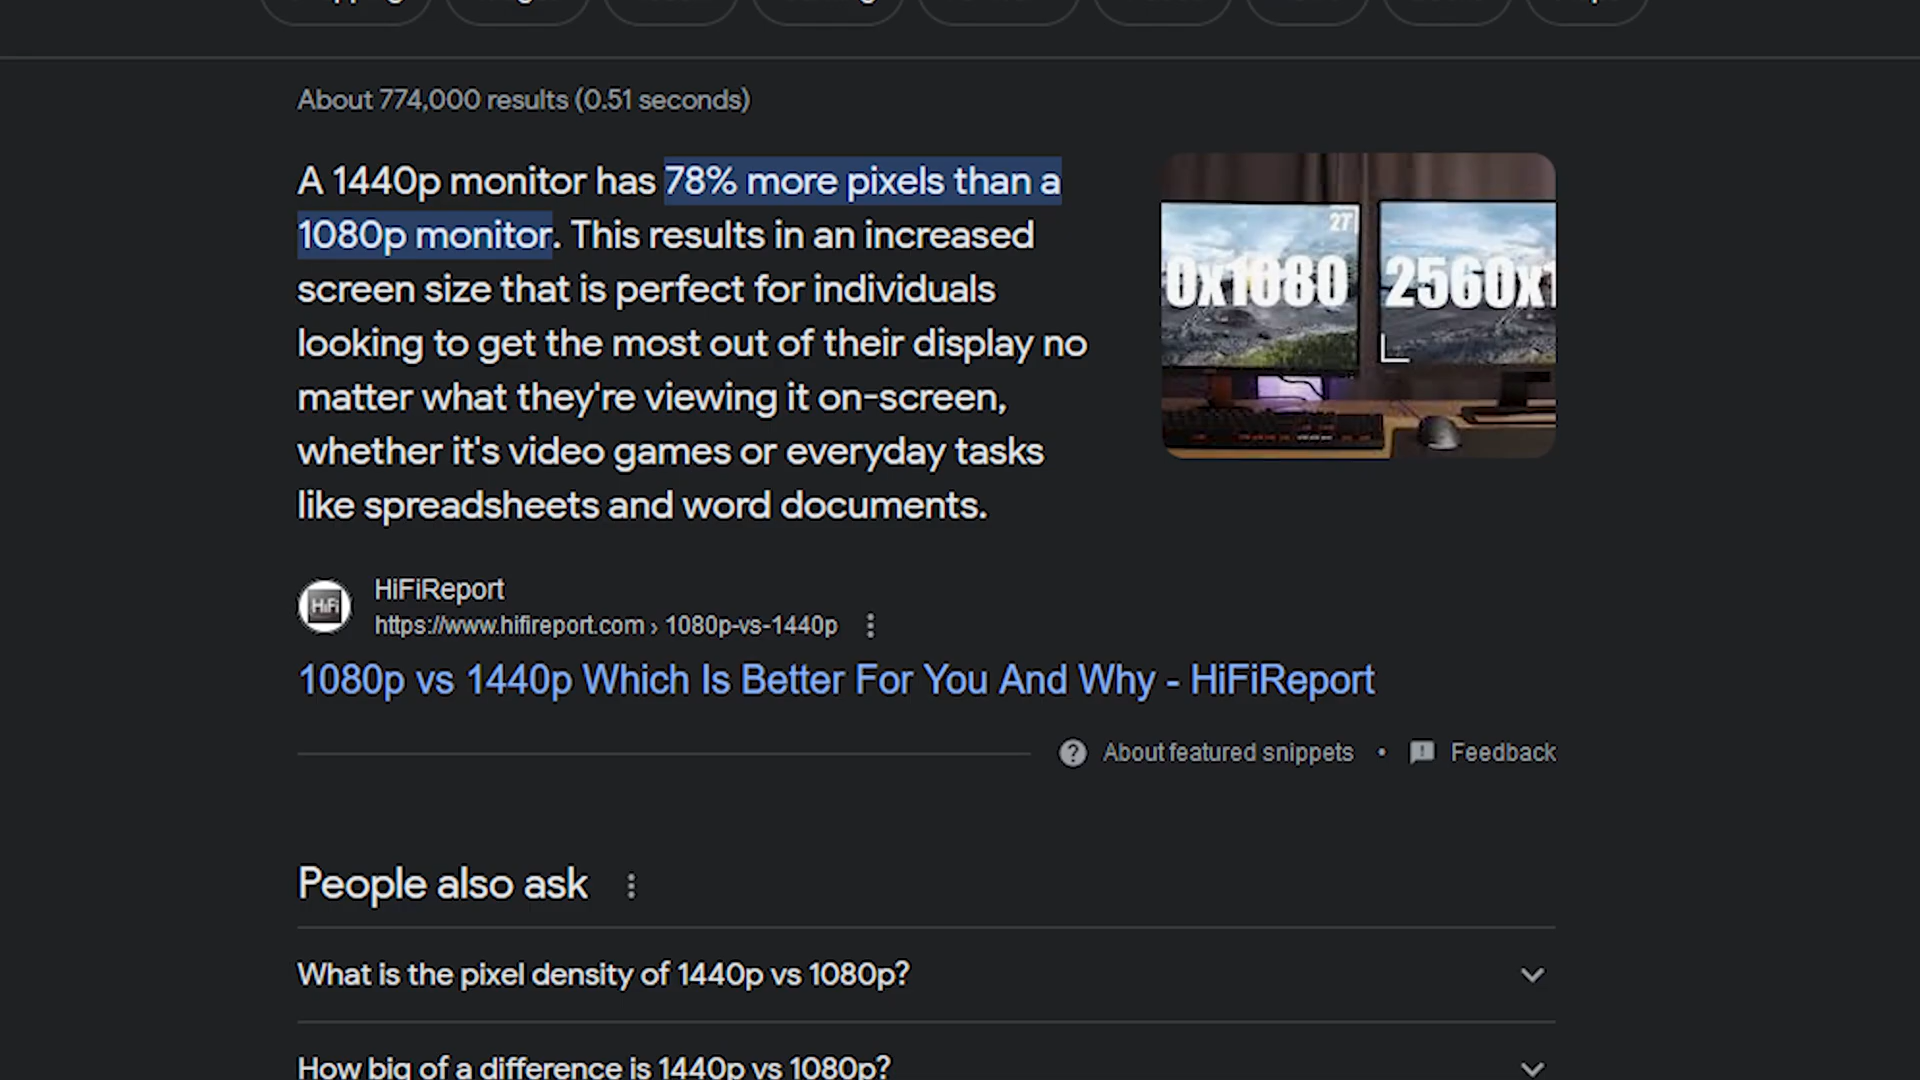 About 774,000 results (0.51 seconds)
A 1440p monitor has 78% more pixels than a
1080p monitor. This results in an increased
screen size that is perfect for individuals
looking to get the most out of their display no
matter what they're viewing it on-screen,
whether it's video games or everyday tasks
like spreadsheets and word documents.
27"
0x1080
2560x1
HiFi
HiFiReport
https://www.hifireport.com › 1080p-vs-1440p
1080p vs 1440p Which Is Better For You And Why - HiFiReport
About featured snippets • Feedback
People also ask
What is the pixel density of 1440p vs 1080p?
How big of a difference is 1440p vs 1080p?